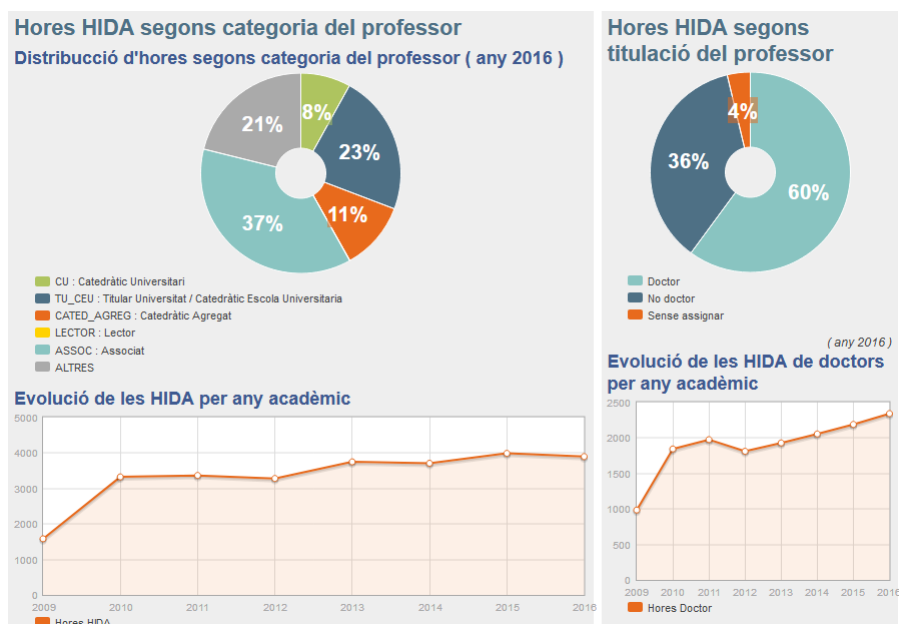 Hores HIDA segons categoria del professor
Distribucció d'hores segons categoria del professor ( any 2016 )
8%
23%
11%
37%
21%
CU : Catedràtic Universitari
TU_CEU : Titular Universitat / Catedràtic Escola Universitaria
CATED_AGREG : Catedràtic Agregat
LECTOR : Lector
ASSOC : Associat
ALTRES
Evolució de les HIDA per any acadèmic
5000
4000
3000
2000
1000
0
2009 2010 2011 2012 2013 2014 2015 2016
Hores HIDA
Hores HIDA segons
titulació del professor
4%
36%
60%
Doctor
No doctor
Sense assignar
( any 2016 )
Evolució de les HIDA de doctors
per any acadèmic
2500
2000
1500
1000
500
0
2009 2010 2011 2012 2013 2014 2015 2016
Hores Doctor